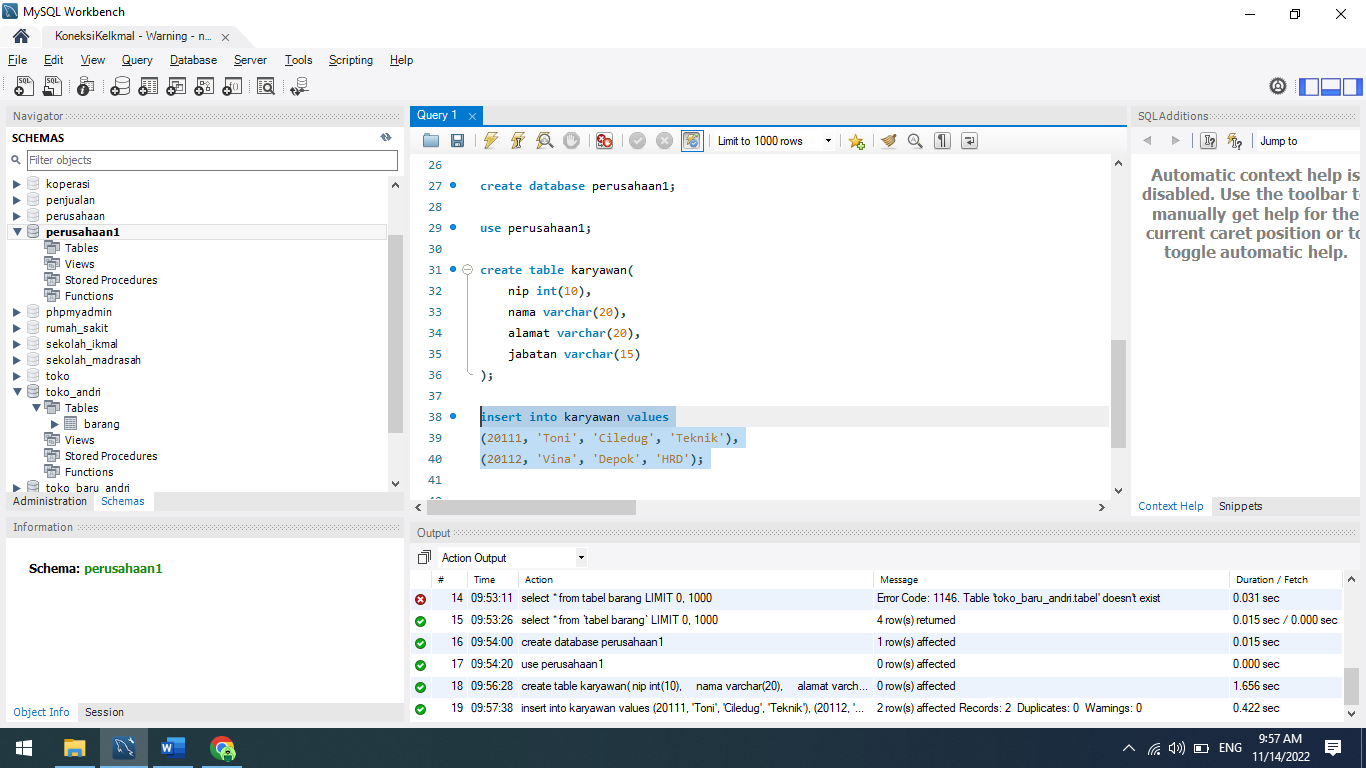 MySQL Workbench
KoneksiKelkmal - Warning - n...
File Edit View Query Database Server Tools Scripting Help
Navigator
SCHEMAS
Filter objects
koperasi
penjualan
perusahaan
perusahaan1
Tables
Views
Stored Procedures
Functions
phpmyadmin
rumah_sakit
sekolah_ikmal
sekolah_madrasah
toko
toko_andri
Tables
barang
Views
Stored Procedures
Functions
toko_baru_andri
Administration Schemas
Information
Schema: perusahaan1
Object Info Session
Query 1
Limit to 1000 rows
26
27 create database perusahaan1;
28
29 use perusahaan1;
30
31 create table karyawan(
32 nip int(10),
33 nama varchar(20),
34 alamat varchar(20),
35 jabatan varchar(15)
36 );
37
38 insert into karyawan values
39 (20111, 'Toni', 'Ciledug', 'Teknik'),
40 (20112, 'Vina', 'Depok', 'HRD');
41
SQLAdditions
Jump to
Automatic context help is
disabled. Use the toolbar t
manually get help for the
current caret position or to
toggle automatic help.
Context Help Snippets
Output
Action Output
# Time Action Message Duration / Fetch
14 09:53:11 select * from tabel barang LIMIT 0, 1000 Error Code: 1146. Table 'toko_baru_andri.tabel' doesn't exist 0.031 sec
15 09:53:26 select * from `tabel barang` LIMIT 0, 1000 4 row(s) returned 0.015 sec / 0.000 sec
16 09:54:00 create database perusahaan1 1 row(s) affected 0.015 sec
17 09:54:20 use perusahaan1 0 row(s) affected 0.000 sec
18 09:56:28 create table karyawan( nip int(10), nama varchar(20), alamat varch... 0 row(s) affected 1.656 sec
19 09:57:38 insert into karyawan values (20111, 'Toni', 'Ciledug', 'Teknik'), (20112, '... 2 row(s) affected Records: 2 Duplicates: 0 Warnings: 0 0.422 sec
ENG
9:57 AM
11/14/2022